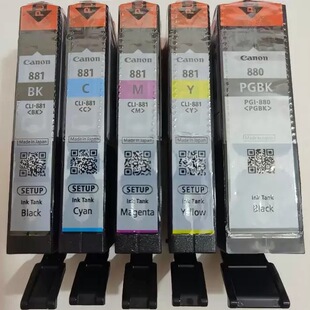 Canon
881
BK
CLI-881
<BK>
Made in Japan
SETUP
Ink Tank
Black
Canon
881
C
CLI-881
<C>
Made in Japan
SETUP
Ink Tank
Cyan
Canon
881
M
CLI-881
<M>
Made in Japan
SETUP
Ink Tank
Magenta
Canon
881
Y
CLI-881
<Y>
Made in Japan
SETUP
Ink Tank
Yellow
Canon
880
PGBK
PGI-880
<PGBK>
Made in Japan
SETUP
Ink Tank
Black